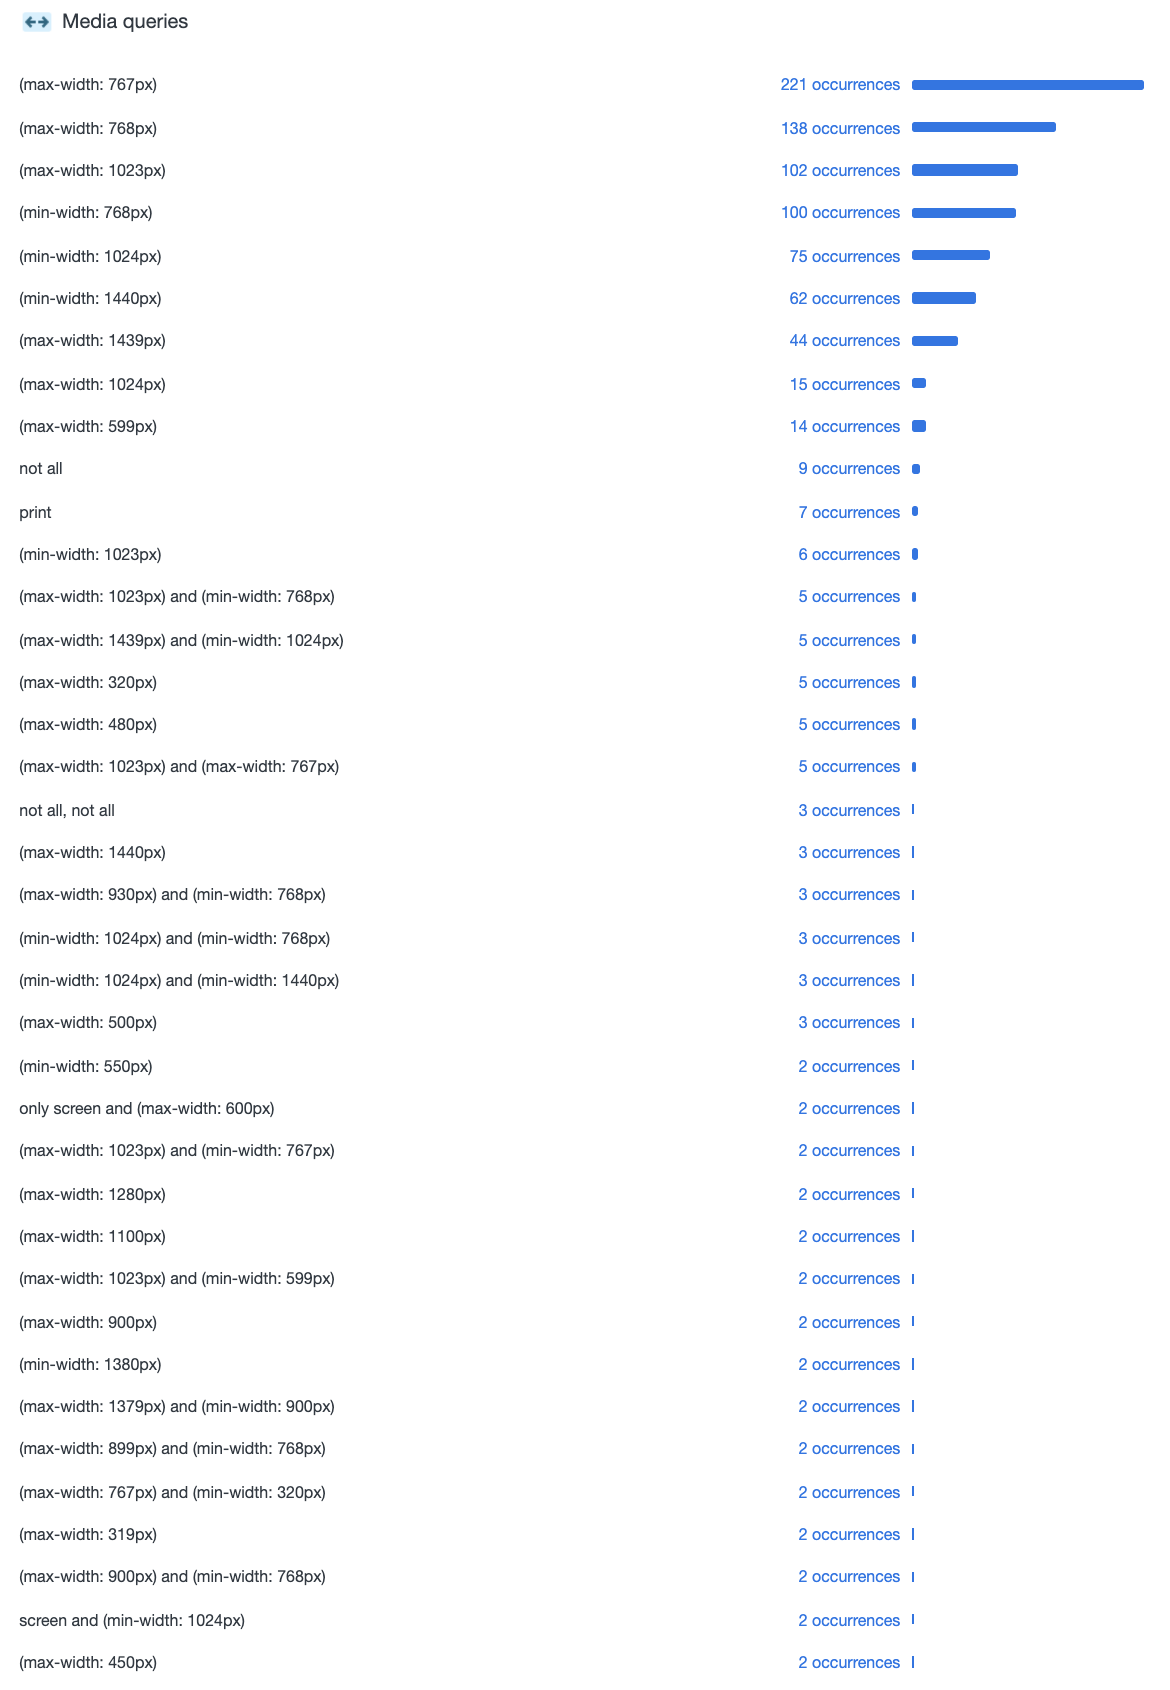 Media queries
(max-width: 767px) 221 occurrences
(max-width: 768px) 138 occurrences
(max-width: 1023px) 102 occurrences
(min-width: 768px) 100 occurrences
(min-width: 1024px) 75 occurrences
(min-width: 1440px) 62 occurrences
(max-width: 1439px) 44 occurrences
(max-width: 1024px) 15 occurrences
(max-width: 599px) 14 occurrences
not all 9 occurrences
print 7 occurrences
(min-width: 1023px) 6 occurrences
(max-width: 1023px) and (min-width: 768px) 5 occurrences
(max-width: 1439px) and (min-width: 1024px) 5 occurrences
(max-width: 320px) 5 occurrences
(max-width: 480px) 5 occurrences
(max-width: 1023px) and (max-width: 767px) 5 occurrences
not all, not all 3 occurrences
(max-width: 1440px) 3 occurrences
(max-width: 930px) and (min-width: 768px) 3 occurrences
(min-width: 1024px) and (min-width: 768px) 3 occurrences
(min-width: 1024px) and (min-width: 1440px) 3 occurrences
(max-width: 500px) 3 occurrences
(min-width: 550px) 2 occurrences
only screen and (max-width: 600px) 2 occurrences
(max-width: 1023px) and (min-width: 767px) 2 occurrences
(max-width: 1280px) 2 occurrences
(max-width: 1100px) 2 occurrences
(max-width: 1023px) and (min-width: 599px) 2 occurrences
(max-width: 900px) 2 occurrences
(min-width: 1380px) 2 occurrences
(max-width: 1379px) and (min-width: 900px) 2 occurrences
(max-width: 899px) and (min-width: 768px) 2 occurrences
(max-width: 767px) and (min-width: 320px) 2 occurrences
(max-width: 319px) 2 occurrences
(max-width: 900px) and (min-width: 768px) 2 occurrences
screen and (min-width: 1024px) 2 occurrences
(max-width: 450px) 2 occurrences